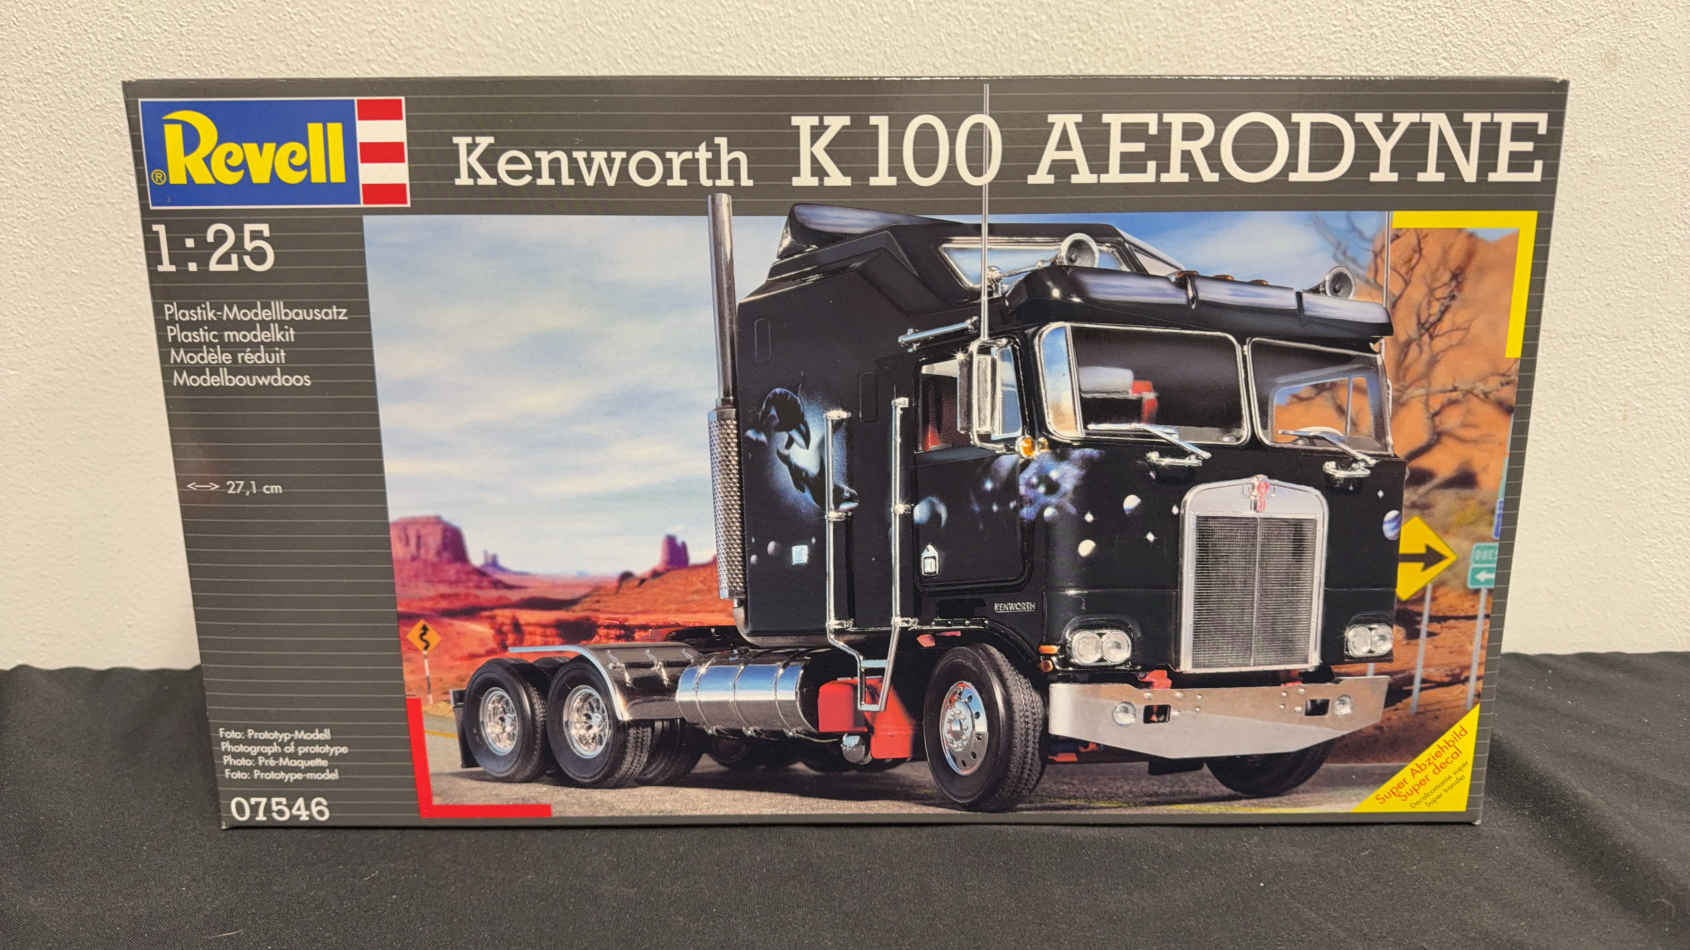 ® Revell
Kenworth K100 AERODYNE
1:25
Plastik-Modellbausatz
Plastic modelkit
Modèle réduit
Modelbouwdoos
27,1 cm
KENWORTH
Foto: Prototyp-Modell
Photograph of prototype
Photo: Pré-Maquette
Foto: Prototype-model
07546
Super Abziehbild
Super decal